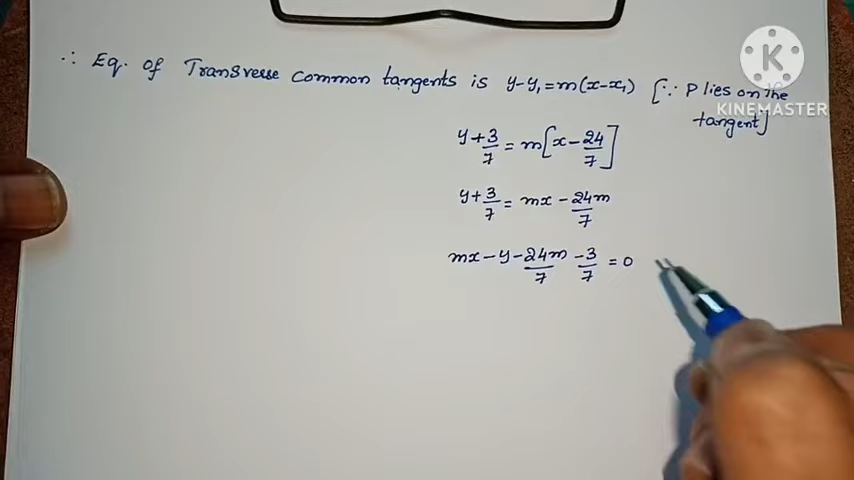 ∴ Eq. of Transverse common tangents is y-y₁=m(x-x₁) [∵ P lies on the tangent]
y+3/7=m[x-24/7]
y+3/7=mx-24m/7
mx-y-24m/7-3/7=0
K
KINEMASTER